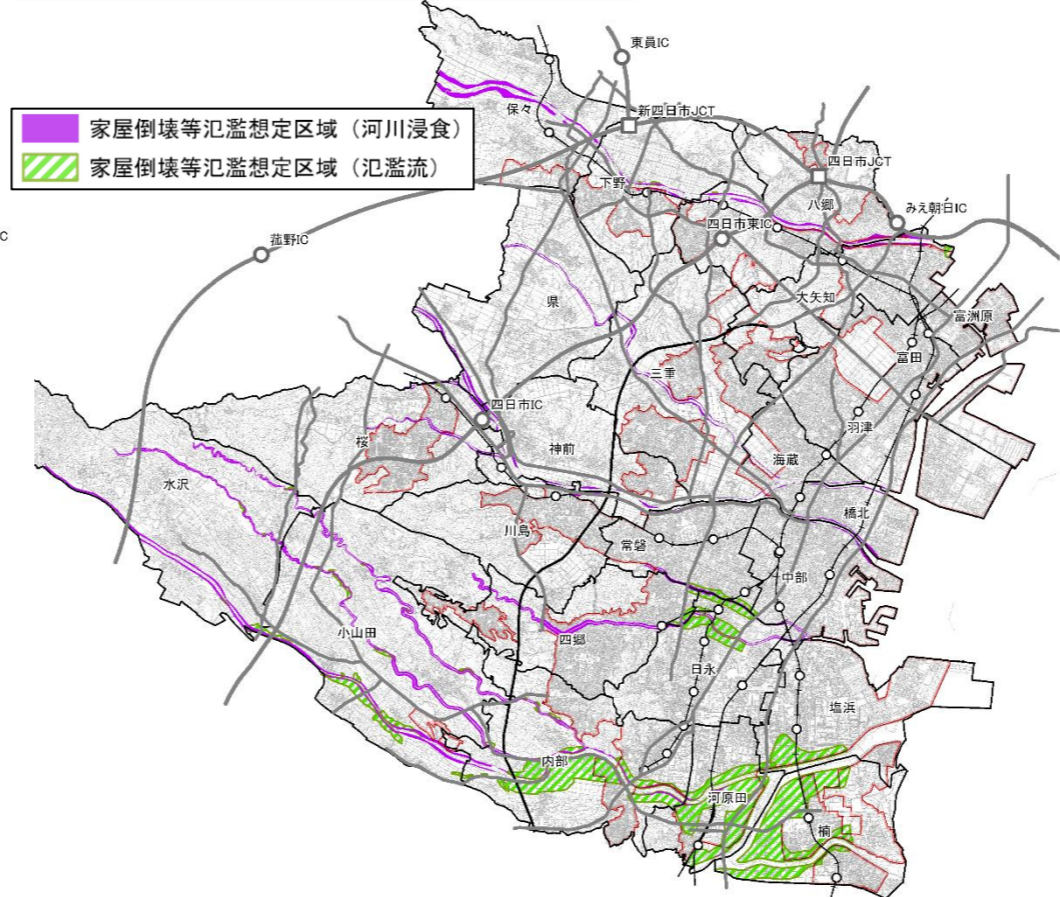 東員IC
保々
新四日市JCT
家屋倒壊等氾濫想定区域（河川浸食）
家屋倒壊等氾濫想定区域（氾濫流）
四日市JCT
下野
八郷
みえ朝日IC
四日市東IC
C
菰野IC
大矢知
県
富洲原
富田
三重
四日市IC
羽津
桜
神前
海蔵
水沢
橋北
川島
常磐
中部
小山田
四郷
日永
塩浜
内部
河原田
楠